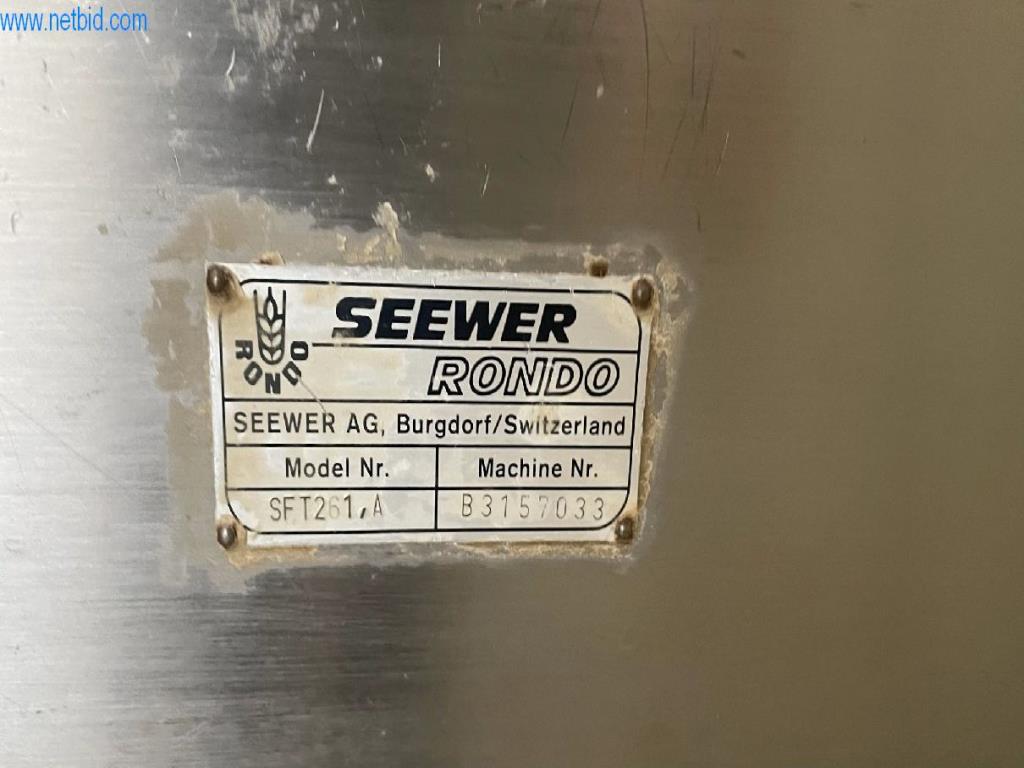 www.netbid.com
SEEWER
RONDO
RONDO
SEEWER AG, Burgdorf/Switzerland
Model Nr. Machine Nr.
SFT261,A B3157033